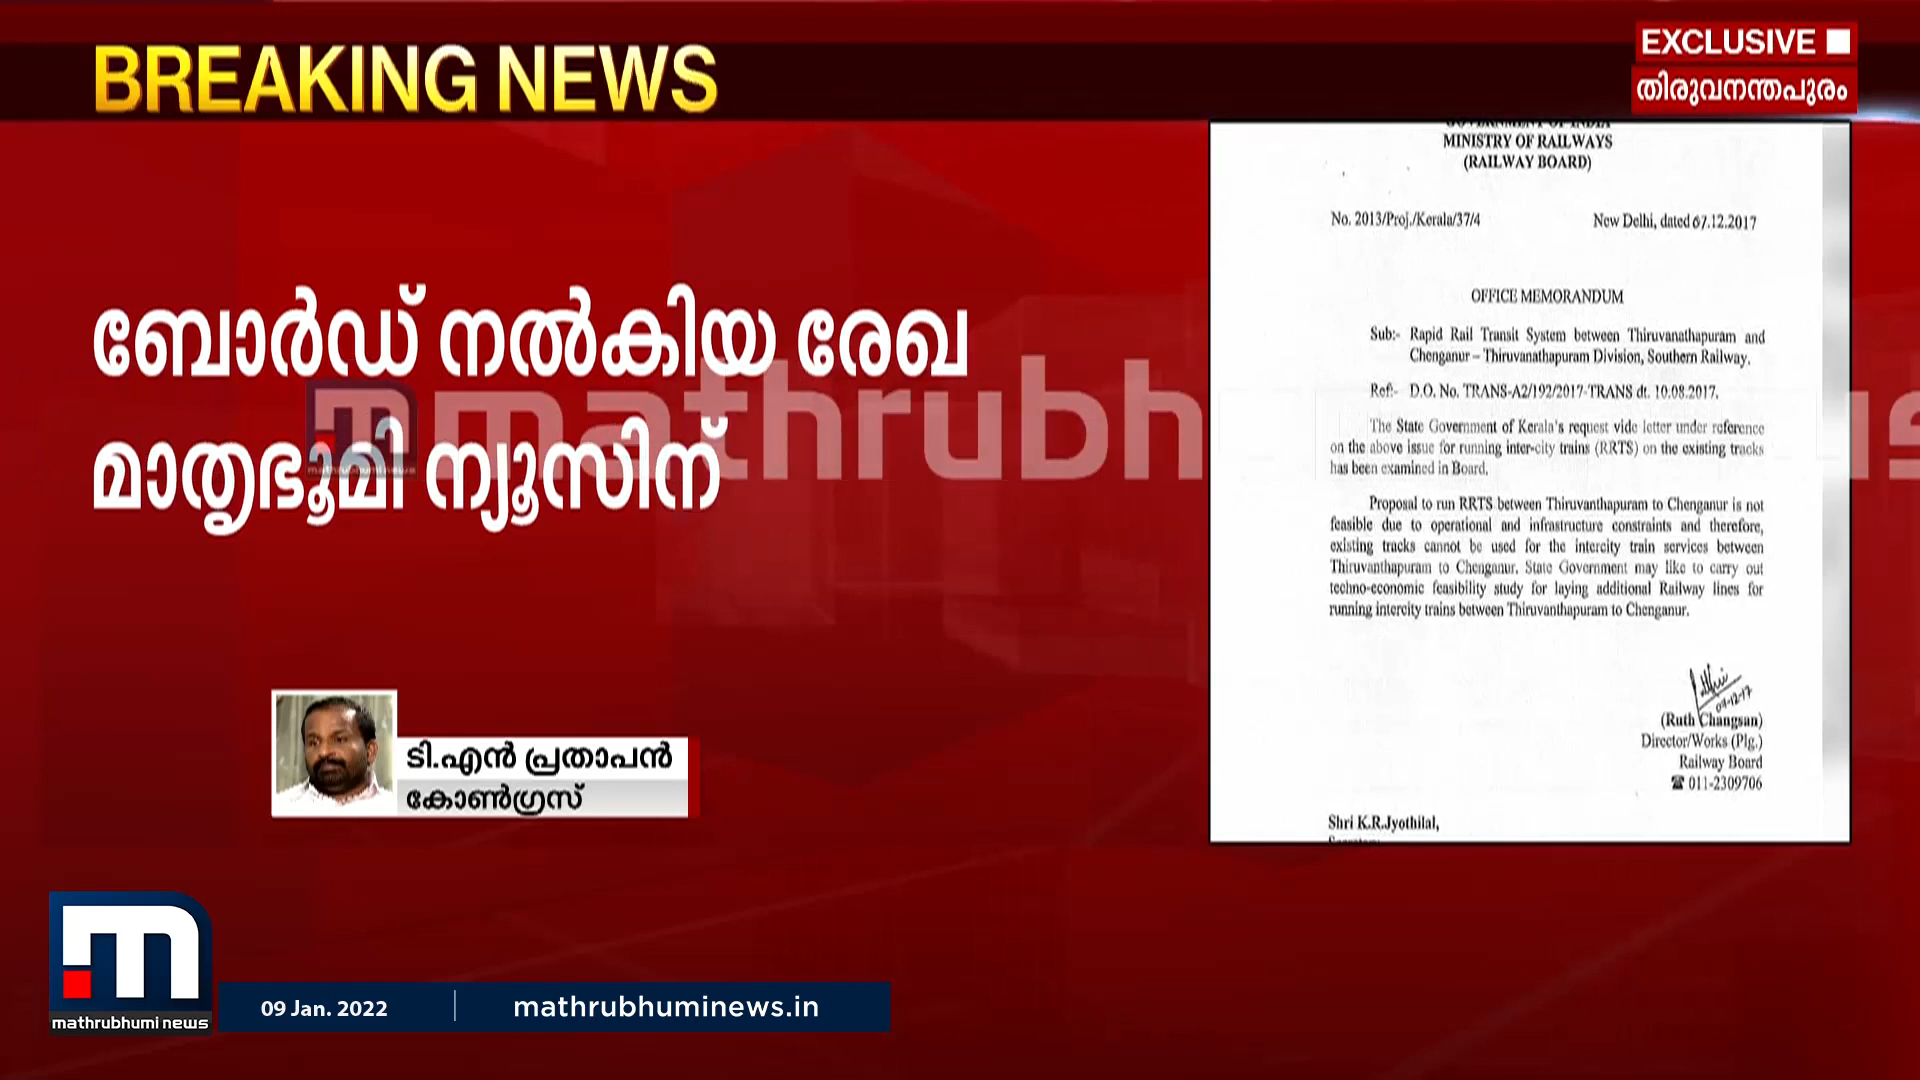 BREAKING NEWS
EXCLUSIVE
തിരുവനന്തപുരം
ബോർഡ് നൽകിയ രേഖ
മാതൃഭൂമി ന്യൂസിന്
mathrubh
GOVERNMENT OF INDIA
MINISTRY OF RAILWAYS
(RAILWAY BOARD)
No. 2013/Proj./Kerala/37/4
New Delhi, dated 07.12.2017
OFFICE MEMORANDUM
Sub:- Rapid Rail Transit System between Thiruvanathapuram and
Chenganur – Thiruvanathapuram Division, Southern Railway.
Ref:- D.O. No. TRANS-A2/192/2017-TRANS dt. 10.08.2017.
The State Government of Kerala's request vide letter under reference
on the above issue for running inter-city trains (RRTS) on the existing tracks
has been examined in Board.
Proposal to run RRTS between Thiruvanthapuram to Chenganur is not
feasible due to operational and infrastructure constraints and therefore,
existing tracks cannot be used for the intercity train services between
Thiruvanthapuram to Chenganur. State Government may like to carry out
techno-economic feasibility study for laying additional Railway lines for
running intercity trains between Thiruvanthapuram to Chenganur.
(Ruth Changsan)
Director/Works (Plg.)
Railway Board
☎ 011-2309706
Shri K.R.Jyothilal,
ടി.എൻ പ്രതാപൻ
കോൺഗ്രസ്
mathrubhumi news
09 Jan. 2022
mathrubhuminews.in